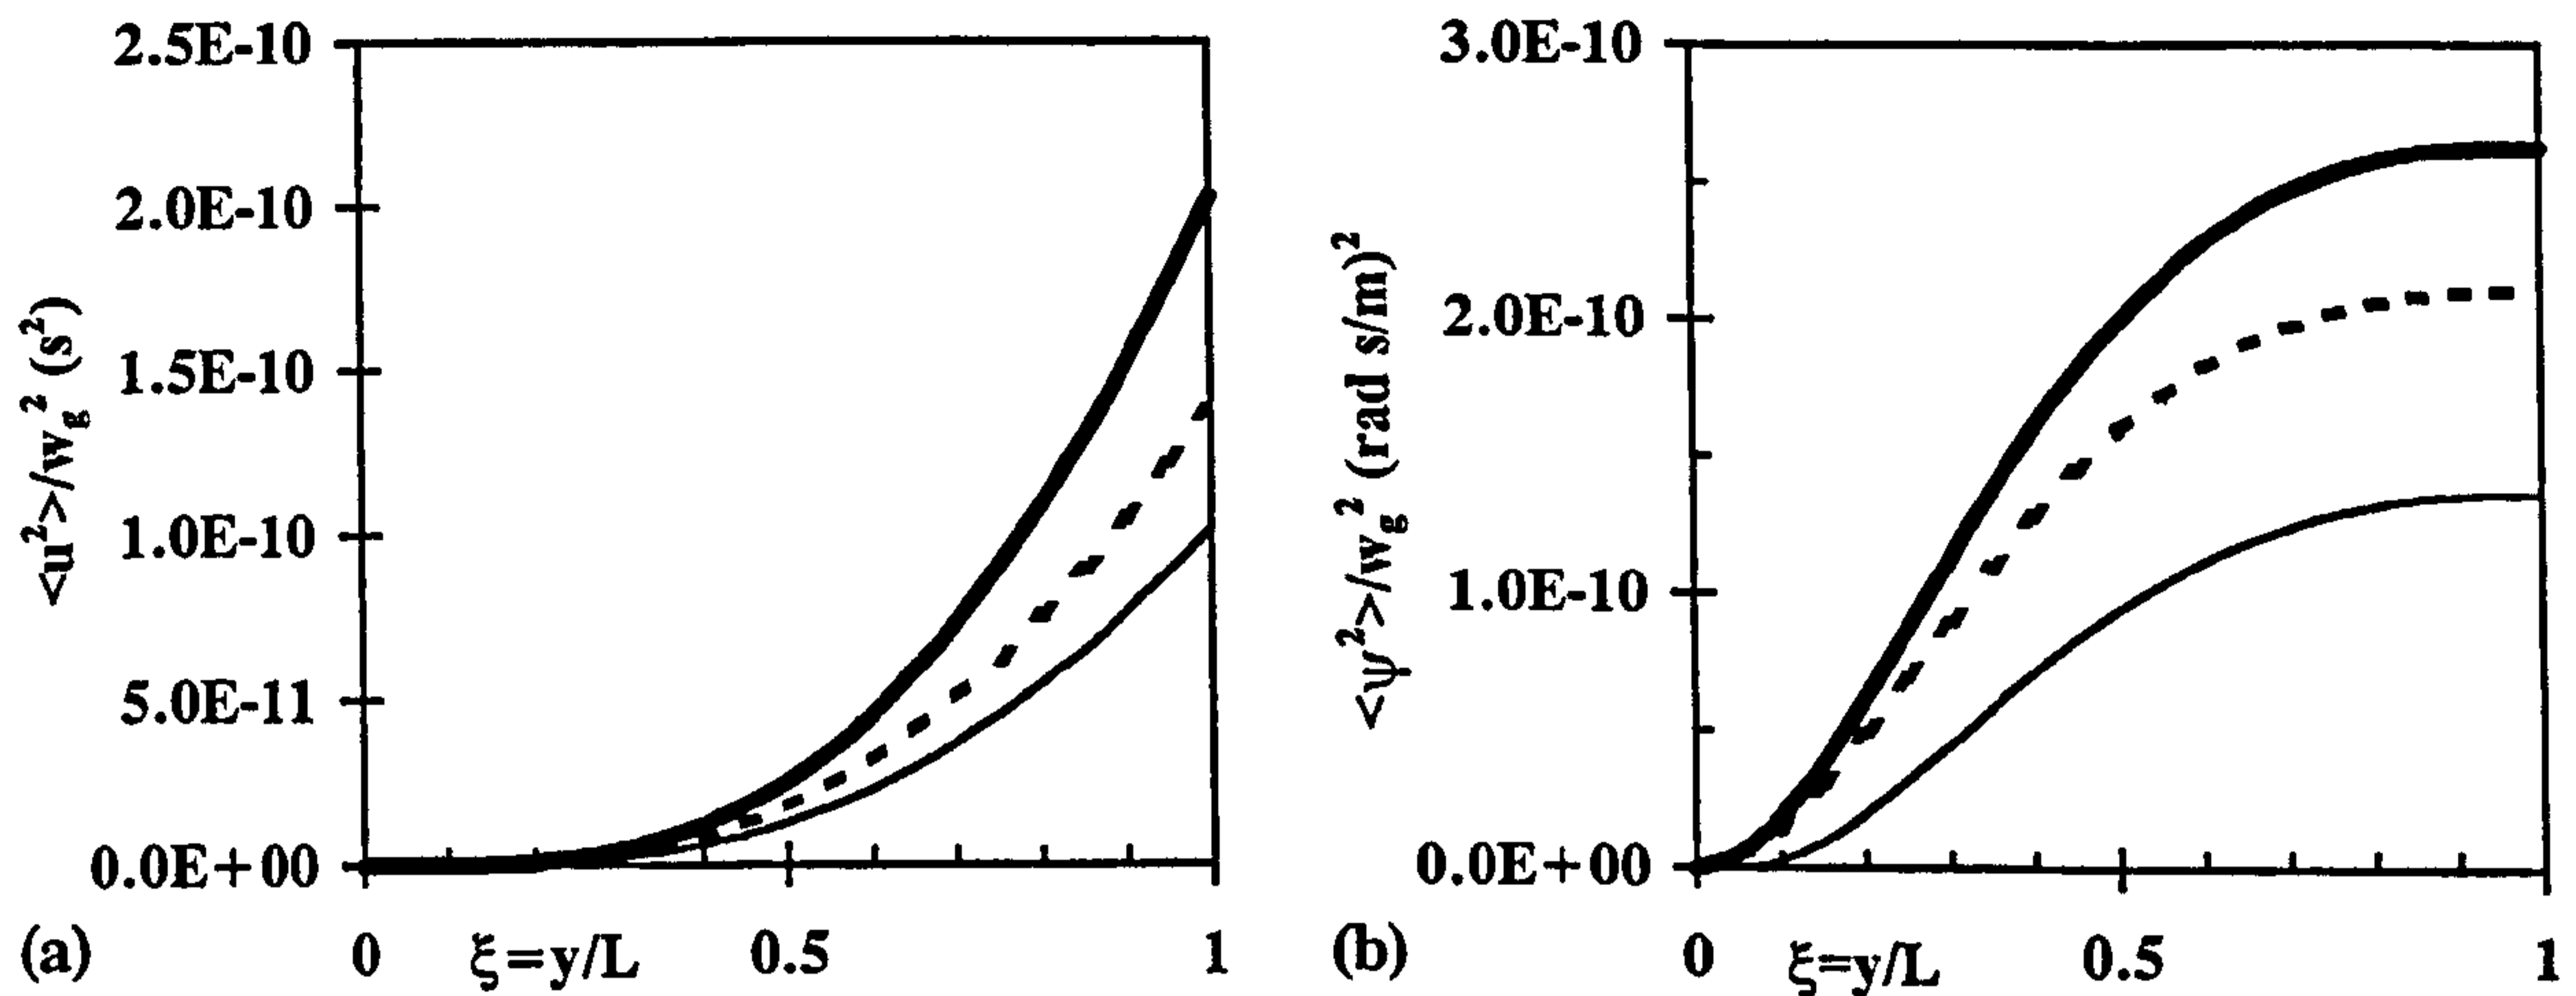 2.5E-10
2.0E-10
1.5E-10
1.0E-10
5.0E-11
0.0E+00
<u²>/w_g² (s²)
0 0.5 1
ξ=y/L
(a)
3.0E-10
2.0E-10
1.0E-10
0.0E+00
<ψ²>/w_g² (rad s/m)²
0 0.5 1
ξ=y/L
(b)